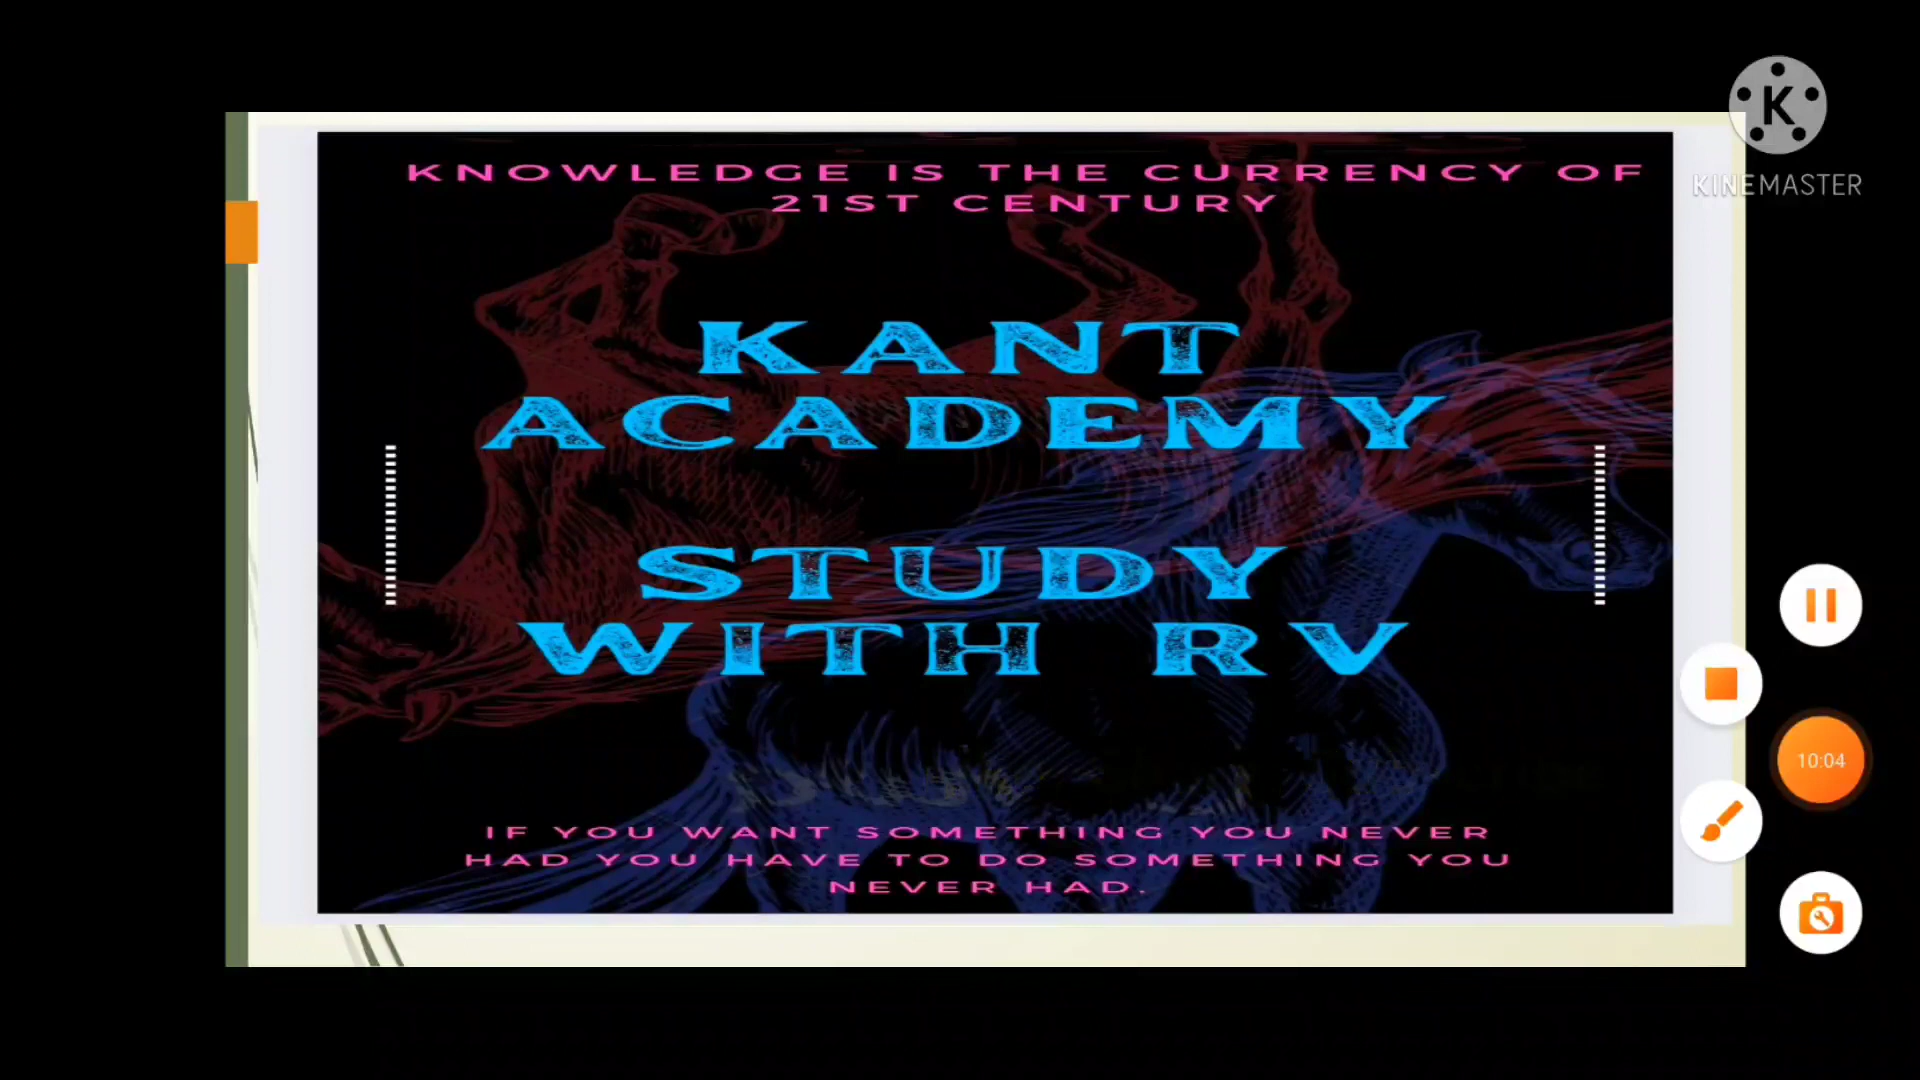 K
KINEMASTER
KNOWLEDGE IS THE CURRENCY OF
21ST CENTURY
KANT
ACADEMY
STUDY
WITH RV
10:04
IF YOU WANT SOMETHING YOU NEVER
HAD YOU HAVE TO DO SOMETHING YOU
NEVER HAD.